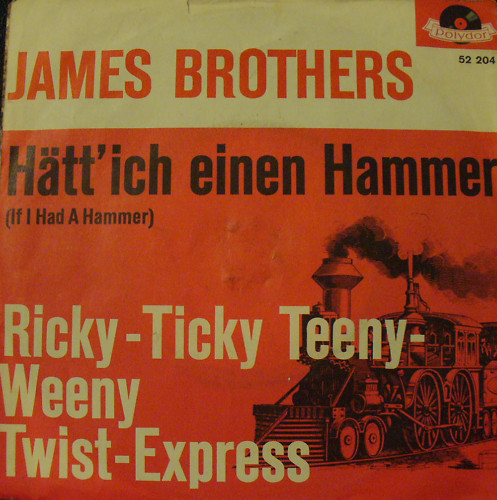 Polydor
52 204
JAMES BROTHERS
Hätt'ich einen Hammer
(If I Had A Hammer)
Ricky-Ticky Teeny-
Weeny
Twist-Express